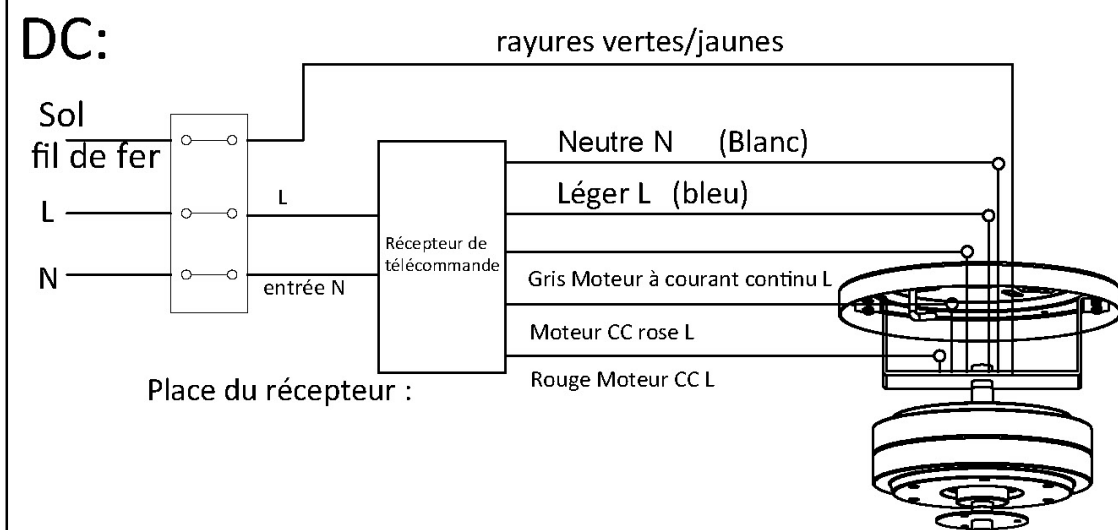 DC:
rayures vertes/jaunes
Sol
fil de fer
Neutre N (Blanc)
L
L
Léger L (bleu)
Récepteur de
télécommande
N
entrée N
Gris Moteur à courant continu L
Moteur CC rose L
Rouge Moteur CC L
Place du récepteur :